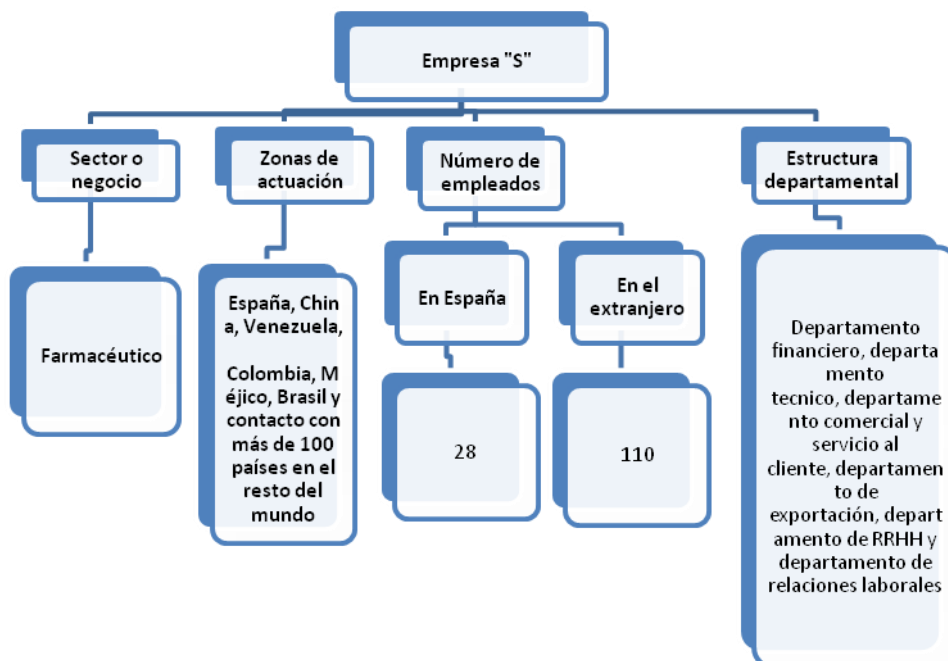 Empresa "S"
Sector o
negocio
Zonas de
actuación
Número de
empleados
Estructura
departamental
Farmacéutico
España, Chin
a, Venezuela,
Colombia, M
éjico, Brasil y
contacto con
más de 100
países en el
resto del
mundo
En España
En el
extranjero
28
110
Departamento
financiero, departa
mento
tecnico, departame
nto comercial y
servicio al
cliente, departamen
to de
exportación, depart
amento de RRHH y
departamento de
relaciones laborales